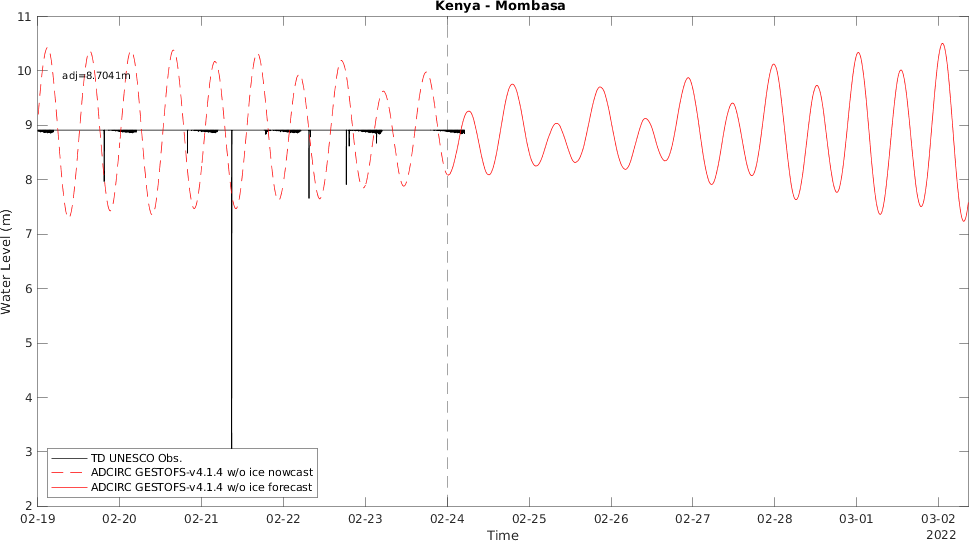 Kenya - Mombasa
11
10
9
8
7
6
5
4
3
2
Water Level (m)
adj=8.7041m
TD UNESCO Obs.
ADCIRC GESTOFS-v4.1.4 w/o ice nowcast
ADCIRC GESTOFS-v4.1.4 w/o ice forecast
02-19 02-20 02-21 02-22 02-23 02-24 02-25 02-26 02-27 02-28 03-01 03-02
2022
Time